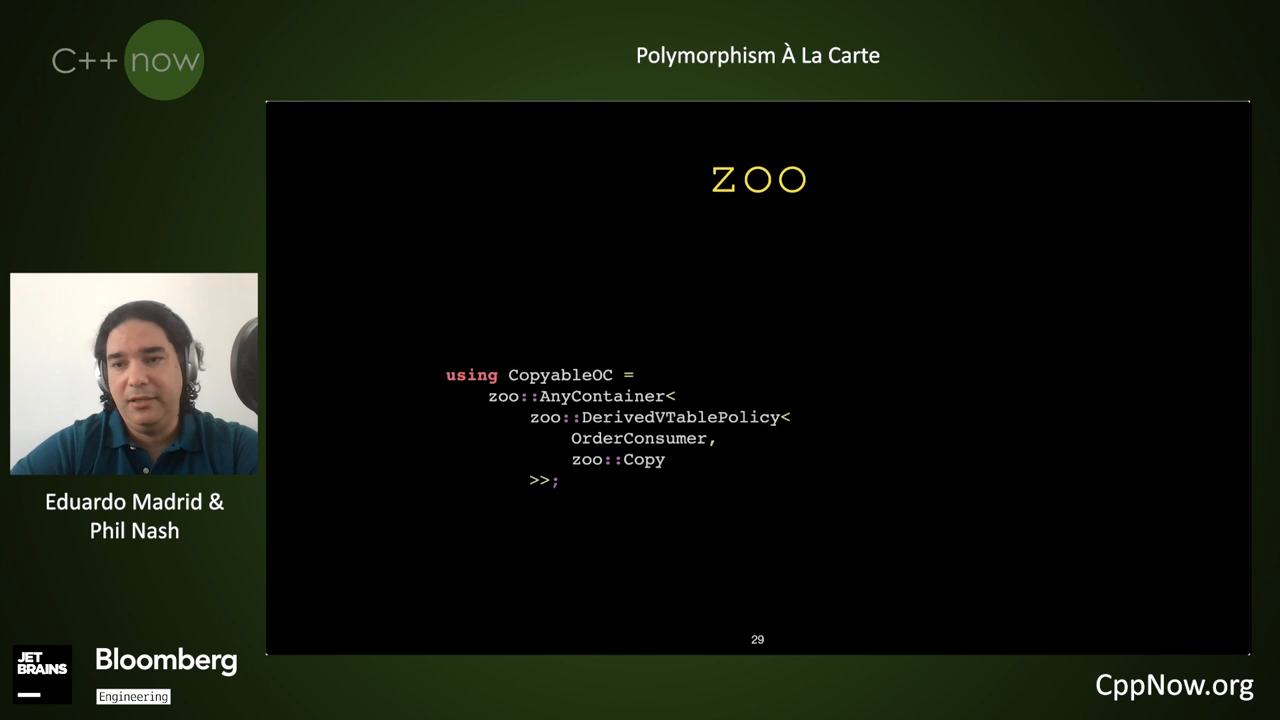 C++ now
Polymorphism À La Carte
zoo
using CopyableOC =
    zoo::AnyContainer<
        zoo::DerivedVTablePolicy<
            OrderConsumer,
            zoo::Copy
        >>;
29
Eduardo Madrid &
Phil Nash
JET
BRAINS
Bloomberg
Engineering
CppNow.org